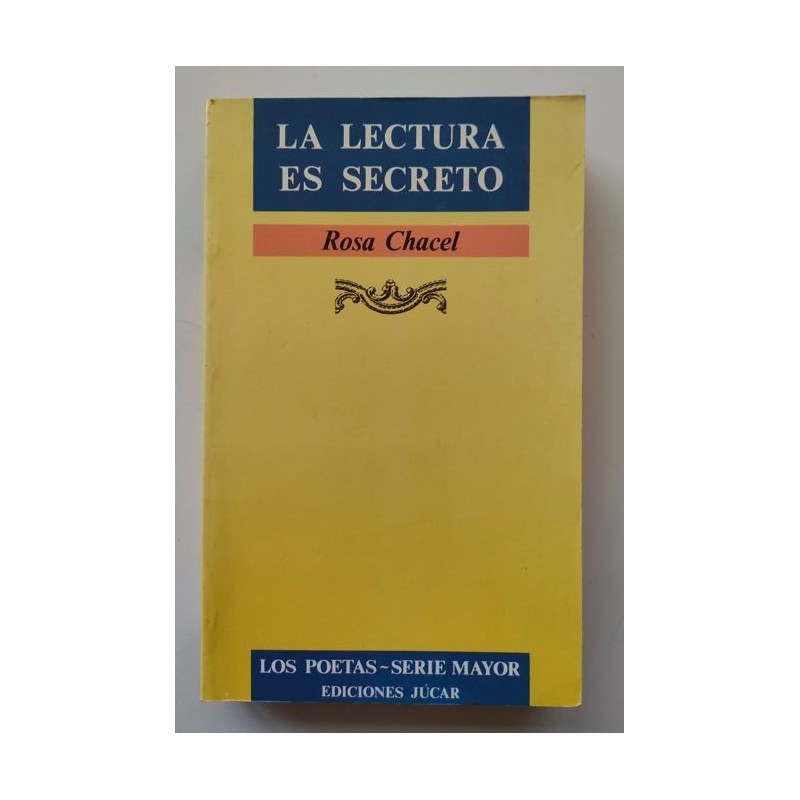 LA LECTURA
ES SECRETO
Rosa Chacel
LOS POETAS ~ SERIE MAYOR
EDICIONES JÚCAR